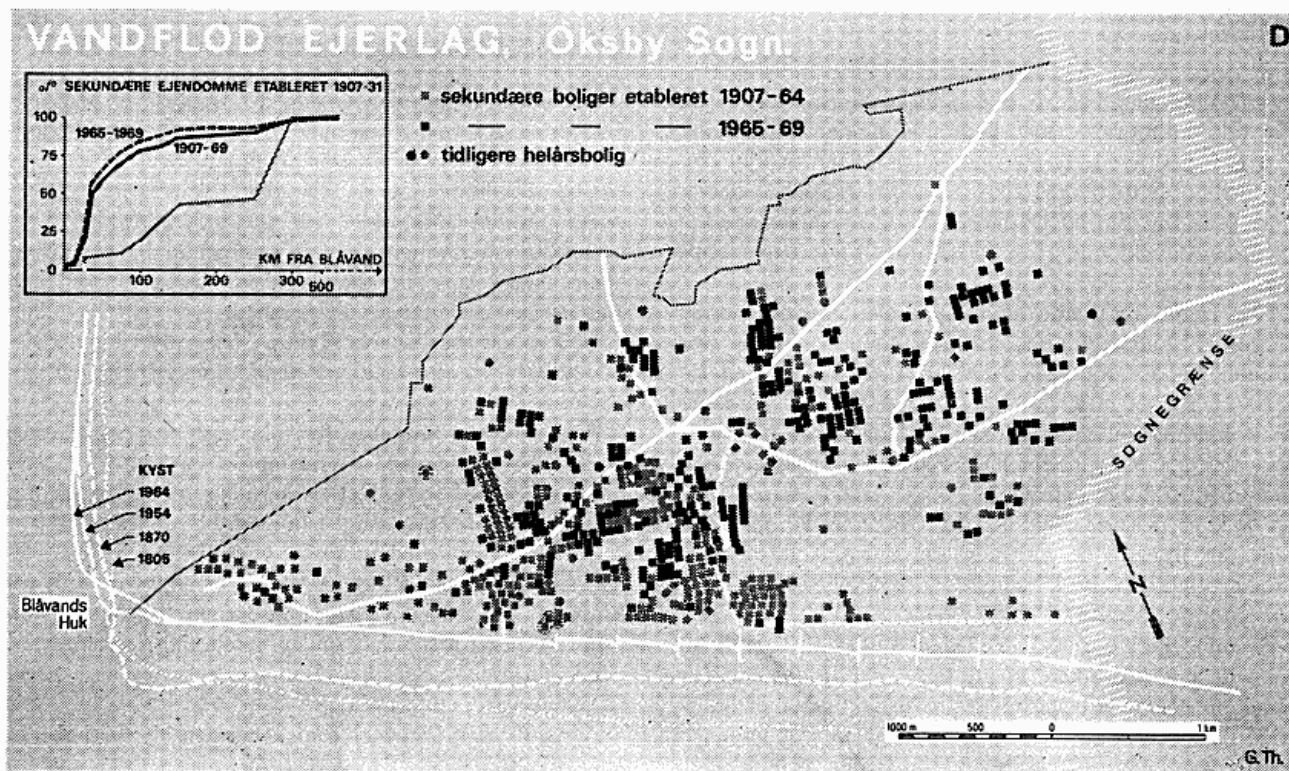 VANDFLOD EJERLAG, Oksby Sogn.
D
o/o SEKUNDÆRE EJENDOMME ETABLERET 1907-31
100
75
50
25
0
1965-1969
1907-69
KM FRA BLÅVAND
100
200
300
500
sekundære boliger etableret 1907-64
— — — 1965-69
tidligere helårsbolig
KYST
1964
1954
1870
1805
Blåvands
Huk
SOGNEGRÆNSE
N
1000 m 500 0 1 km
G.Th.